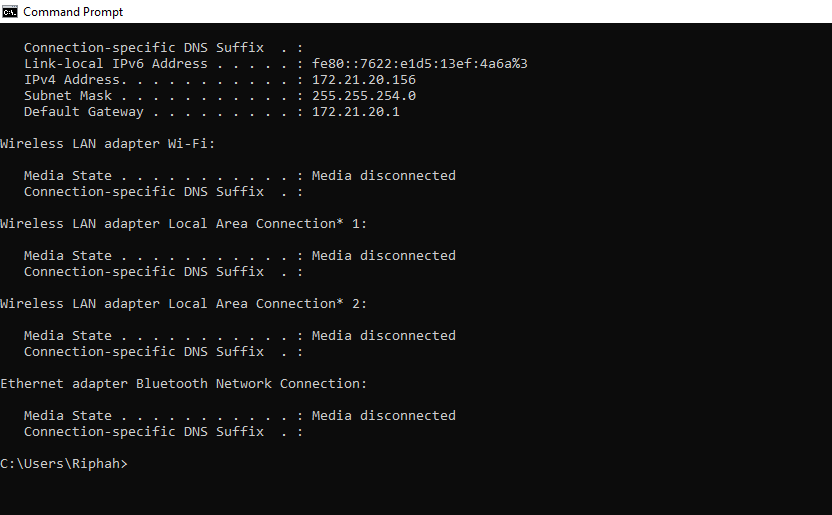 Command Prompt
Connection-specific DNS Suffix  . :
Link-local IPv6 Address . . . . . : fe80::7622:e1d5:13ef:4a6a%3
IPv4 Address. . . . . . . . . . . : 172.21.20.156
Subnet Mask . . . . . . . . . . . : 255.255.254.0
Default Gateway . . . . . . . . . : 172.21.20.1
Wireless LAN adapter Wi-Fi:
Media State . . . . . . . . . . . : Media disconnected
Connection-specific DNS Suffix  . :
Wireless LAN adapter Local Area Connection* 1:
Media State . . . . . . . . . . . : Media disconnected
Connection-specific DNS Suffix  . :
Wireless LAN adapter Local Area Connection* 2:
Media State . . . . . . . . . . . : Media disconnected
Connection-specific DNS Suffix  . :
Ethernet adapter Bluetooth Network Connection:
Media State . . . . . . . . . . . : Media disconnected
Connection-specific DNS Suffix  . :
C:\Users\Riphah>